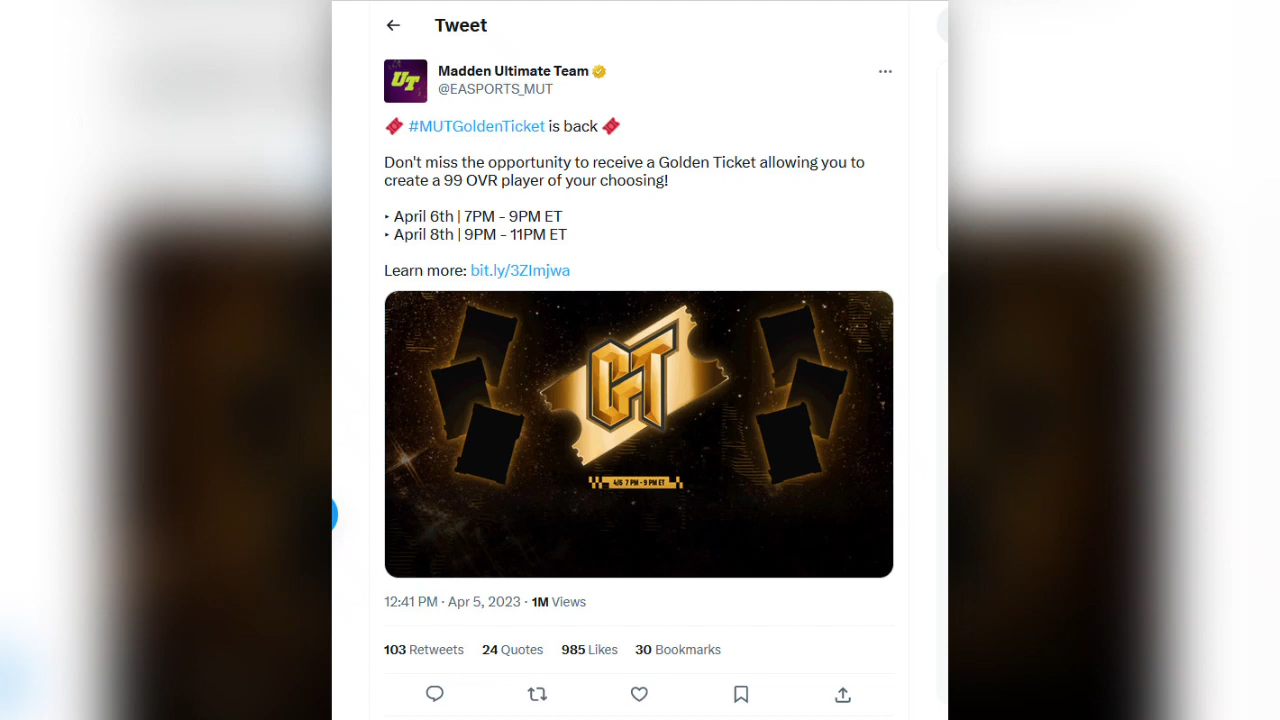 Tweet
UT
Madden Ultimate Team
@EASPORTS_MUT
#MUTGoldenTicket is back
Don't miss the opportunity to receive a Golden Ticket allowing you to
create a 99 OVR player of your choosing!
‣ April 6th | 7PM - 9PM ET
‣ April 8th | 9PM - 11PM ET
Learn more: bit.ly/3ZImjwa
GT
4/6 7 PM - 9 PM ET
12:41 PM · Apr 5, 2023 · 1M Views
103 Retweets 24 Quotes 985 Likes 30 Bookmarks